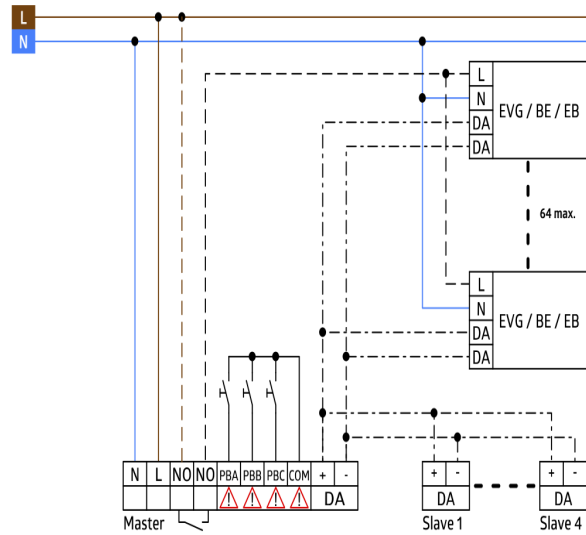 L
N
L
N
DA
DA
EVG / BE / EB
64 max.
L
N
DA
DA
EVG / BE / EB
N L NO NO PBA PBB PBC COM + -
! ! ! ! DA
Master
+ -
DA
Slave 1
+ -
DA
Slave 4